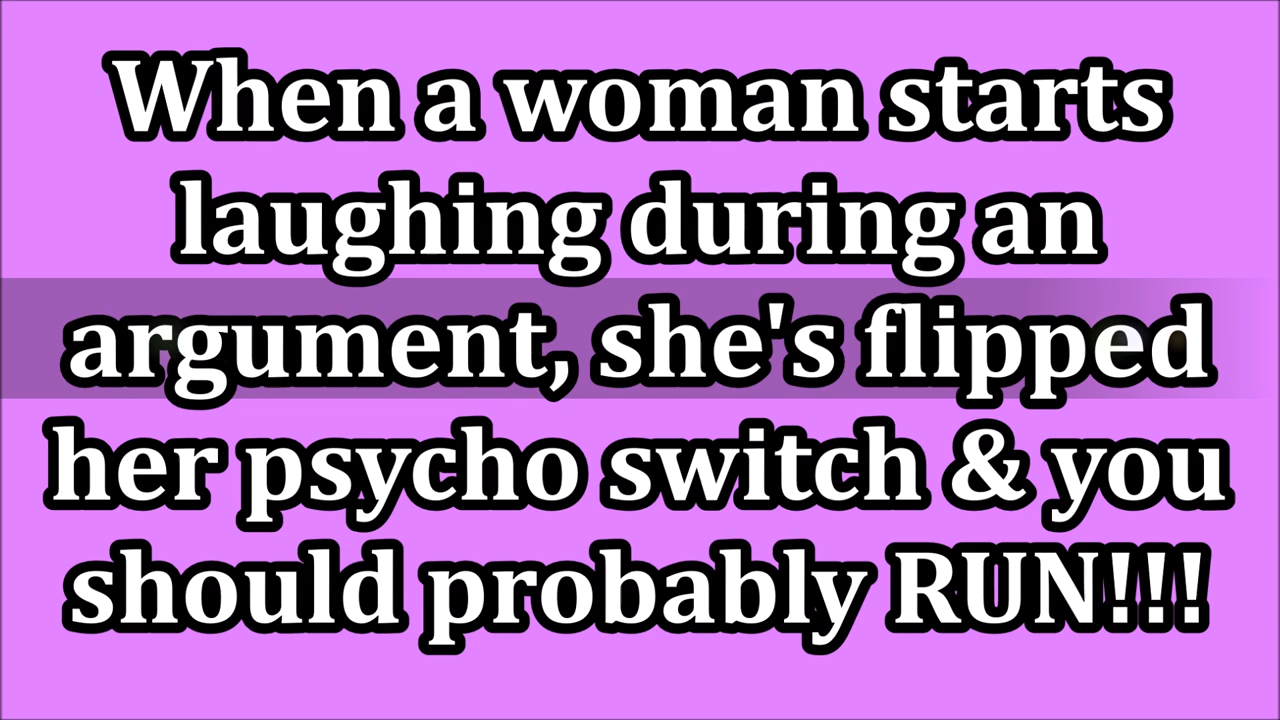 When a woman starts
laughing during an
argument, she's flipped
her psycho switch & you
should probably RUN!!!